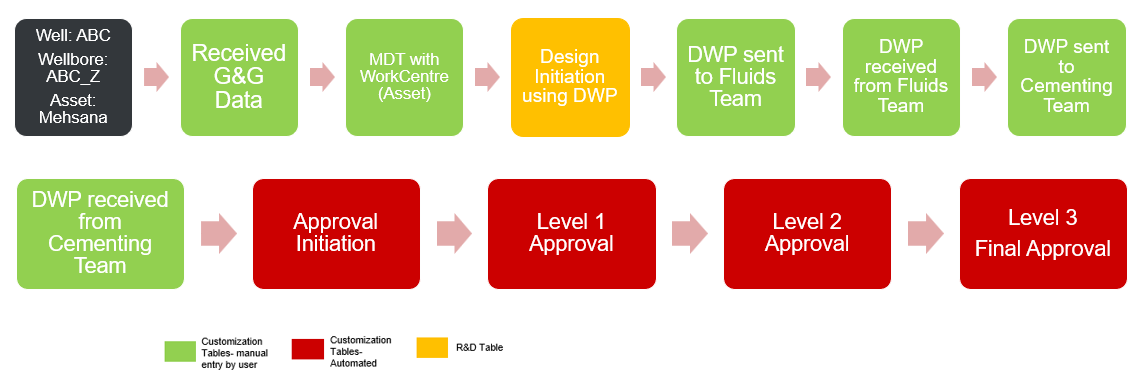 Well: ABC
Wellbore:
ABC_Z
Asset:
Mehsana
Received
G&G
Data
MDT with
WorkCentre
(Asset)
Design
Initiation
using DWP
DWP sent
to Fluids
Team
DWP
received
from Fluids
Team
DWP sent
to
Cementing
Team
DWP received
from
Cementing
Team
Approval
Initiation
Level 1
Approval
Level 2
Approval
Level 3
Final Approval
Customization
Tables- manual
entry by user
Customization
Tables-
Automated
R&D Table